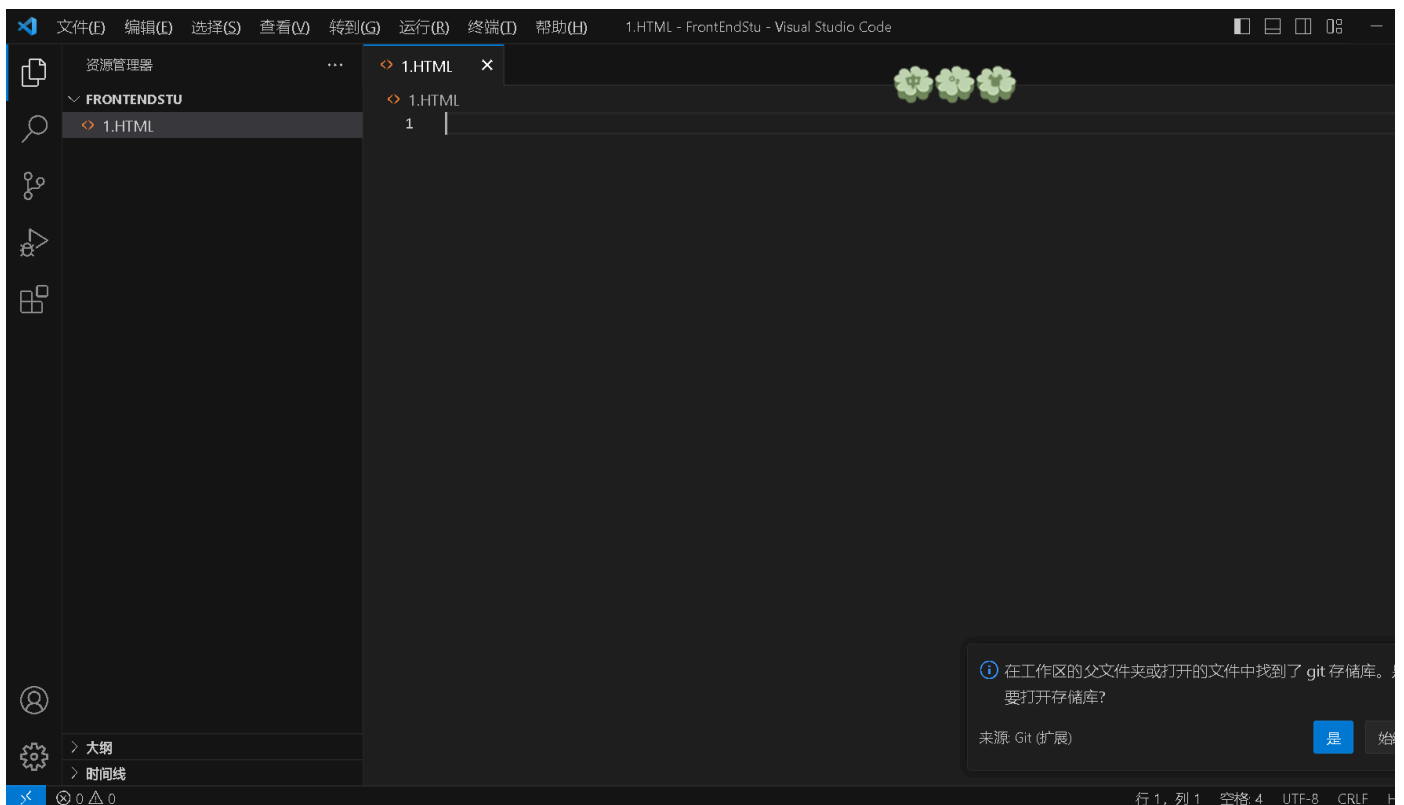 文件(F) 编辑(E) 选择(S) 查看(V) 转到(G) 运行(R) 终端(T) 帮助(H) 1.HTML - FrontEndStu - Visual Studio Code
资源管理器 ··· <> 1.HTML ×
FRONTENDSTU
<> 1.HTML
<> 1.HTML
1
中
在工作区的父文件夹或打开的文件中找到了 git 存储库。
要打开存储库?
来源: Git (扩展)
是
大纲
时间线
0 0
行 1，列 1 空格: 4 UTF-8 CRLF